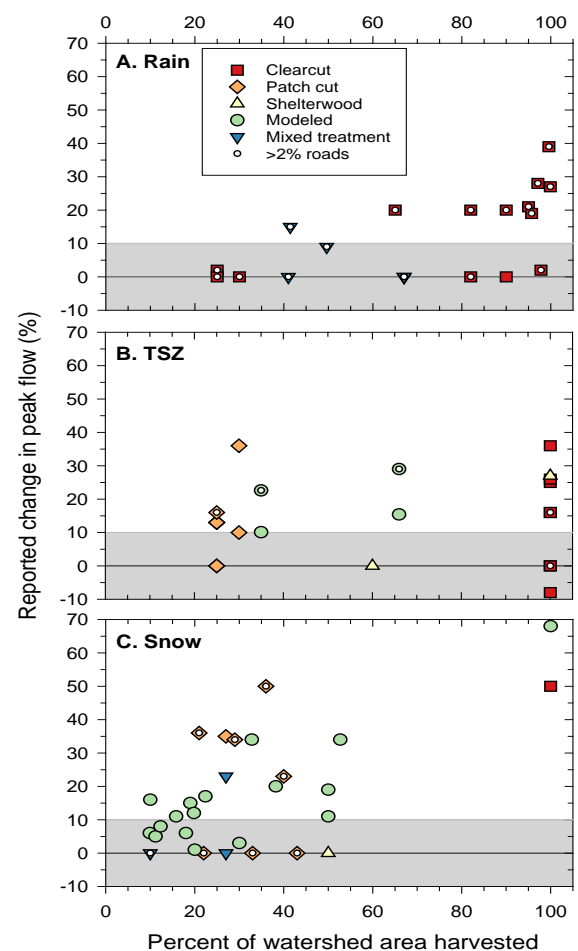 0 20 40 60 80 100
70
60
50
40
30
20
10
0
-10
A. Rain
Clearcut
Patch cut
Shelterwood
Modeled
Mixed treatment
>2% roads
70
60
50
40
30
20
10
0
-10
B. TSZ
70
60
50
40
30
20
10
0
-10
C. Snow
0 20 40 60 80 100
Reported change in peak flow (%)
Percent of watershed area harvested